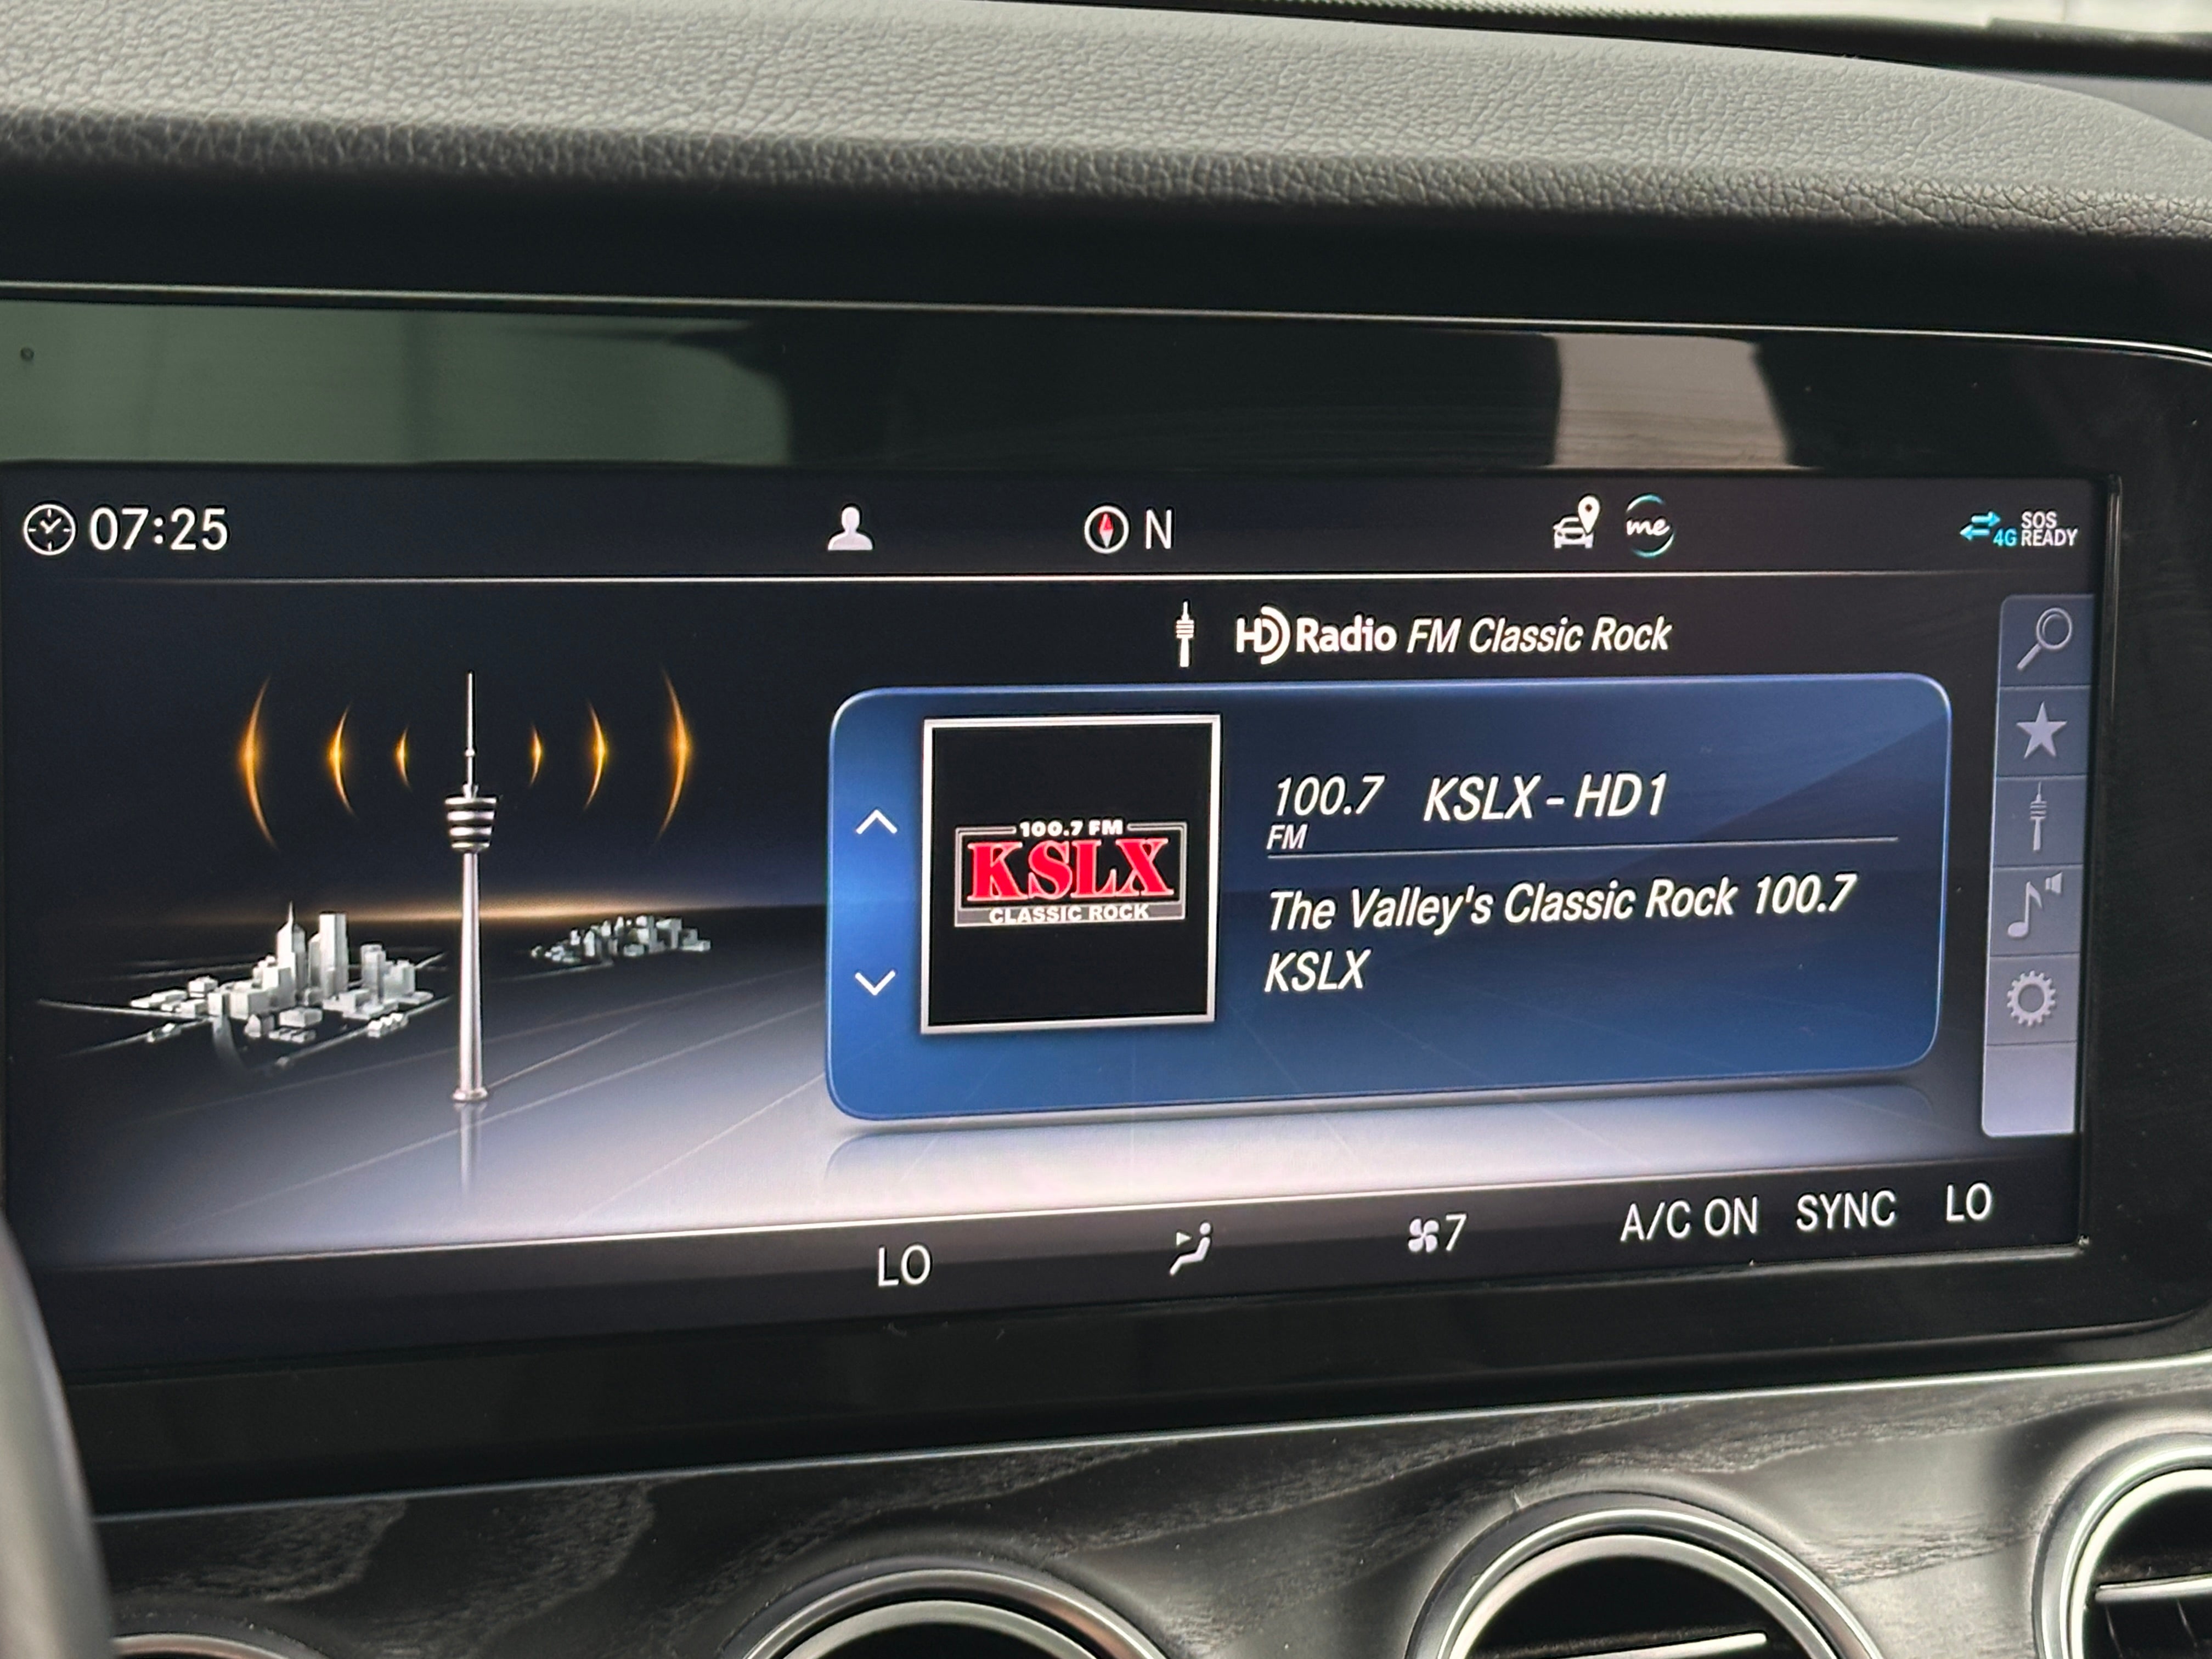 07:25
N
me
4G SOS READY
HD Radio FM Classic Rock
100.7 FM
KSLX
CLASSIC ROCK
100.7 FM KSLX - HD1
The Valley's Classic Rock 100.7
KSLX
LO 7 A/C ON SYNC LO